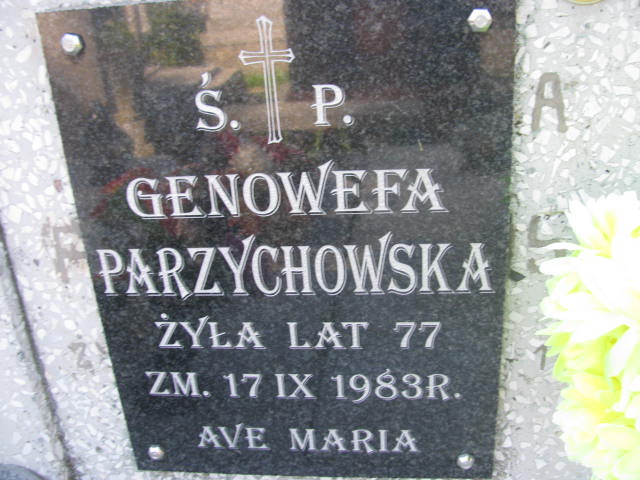 Ś. P.
GENOWEFA
PARZYCHOWSKA
ŻYŁA LAT 77
ZM. 17 IX 1983R.
AVE MARIA